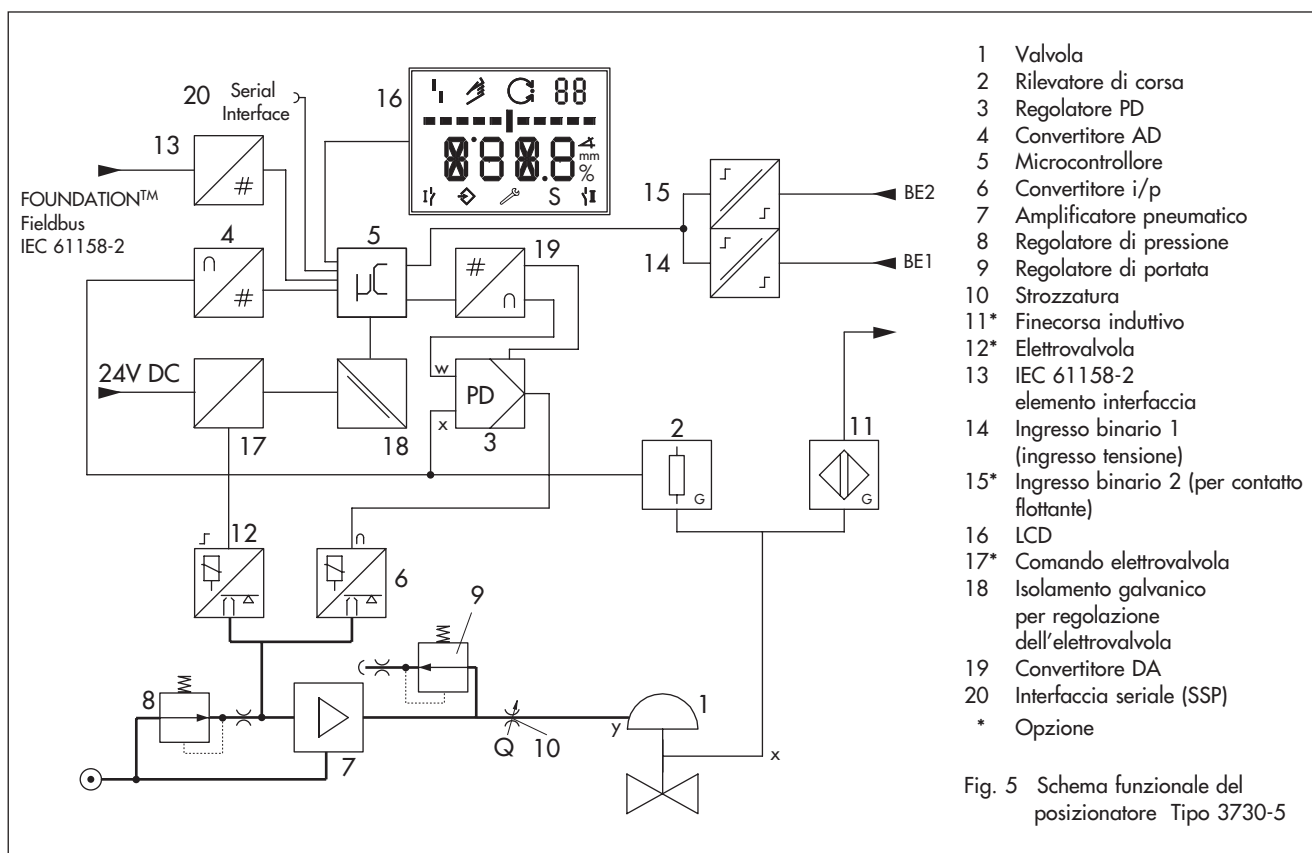 20 Serial
Interface
16
88
8'88.8
mm
%
S
13
#
FOUNDATION™
Fieldbus
IEC 61158-2
4
∩
#
5
µC
19
#
∩
15
BE2
14
BE1
24V DC
17
18
w
x
PD
3
2
G
11
G
12
∩
6
9
8
7
Q
10
y
1
x
1 Valvola
2 Rilevatore di corsa
3 Regolatore PD
4 Convertitore AD
5 Microcontrollore
6 Convertitore i/p
7 Amplificatore pneumatico
8 Regolatore di pressione
9 Regolatore di portata
10 Strozzatura
11* Finecorsa induttivo
12* Elettrovalvola
13 IEC 61158-2
elemento interfaccia
14 Ingresso binario 1
(ingresso tensione)
15* Ingresso binario 2 (per contatto
flottante)
16 LCD
17* Comando elettrovalvola
18 Isolamento galvanico
per regolazione
dell'elettrovalvola
19 Convertitore DA
20 Interfaccia seriale (SSP)
* Opzione
Fig. 5 Schema funzionale del
posizionatore Tipo 3730-5